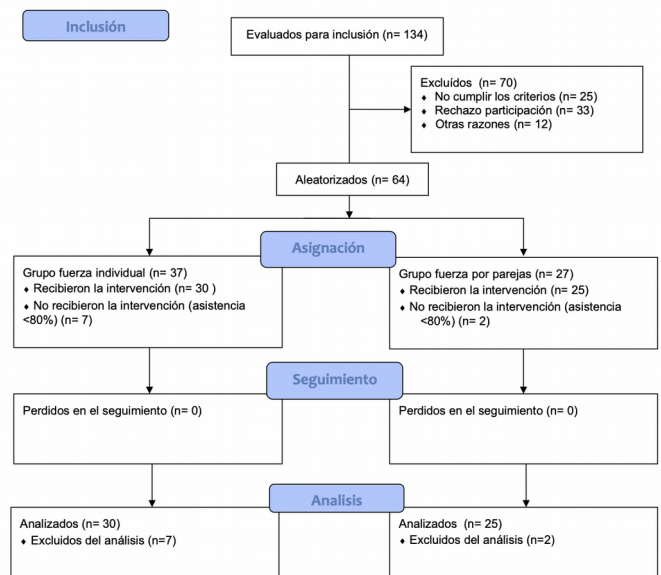 Inclusión
Evaluados para inclusión (n= 134)
Excluídos (n= 70)
♦ No cumplir los criterios (n= 25)
♦ Rechazo participación (n= 33)
♦ Otras razones (n= 12)
Aleatorizados (n= 64)
Asignación
Grupo fuerza individual (n= 37)
♦ Recibieron la intervención (n= 30 )
♦ No recibieron la intervención (asistencia
<80%) (n= 7)
Grupo fuerza por parejas (n= 27)
♦ Recibieron la intervención (n= 25)
♦ No recibieron la intervención (asistencia
<80%) (n= 2)
Seguimiento
Perdidos en el seguimiento (n= 0)
Perdidos en el seguimiento (n= 0)
Analisis
Analizados (n= 30)
♦ Excluidos del análisis (n=7)
Analizados (n= 25)
♦ Excluidos del análisis (n=2)